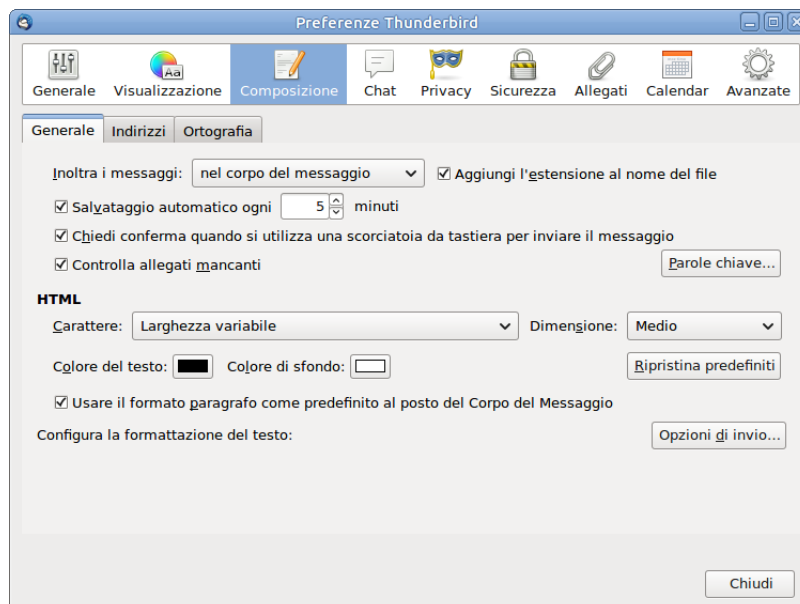 Preferenze Thunderbird
Generale Visualizzazione Composizione Chat Privacy Sicurezza Allegati Calendar Avanzate
Generale Indirizzi Ortografia
Inoltra i messaggi: nel corpo del messaggio Aggiungi l'estensione al nome del file
Salvataggio automatico ogni 5 minuti
Chiedi conferma quando si utilizza una scorciatoia da tastiera per inviare il messaggio
Controlla allegati mancanti Parole chiave...
HTML
Carattere: Larghezza variabile Dimensione: Medio
Colore del testo: Colore di sfondo: Ripristina predefiniti
Usare il formato paragrafo come predefinito al posto del Corpo del Messaggio
Configura la formattazione del testo: Opzioni di invio...
Chiudi